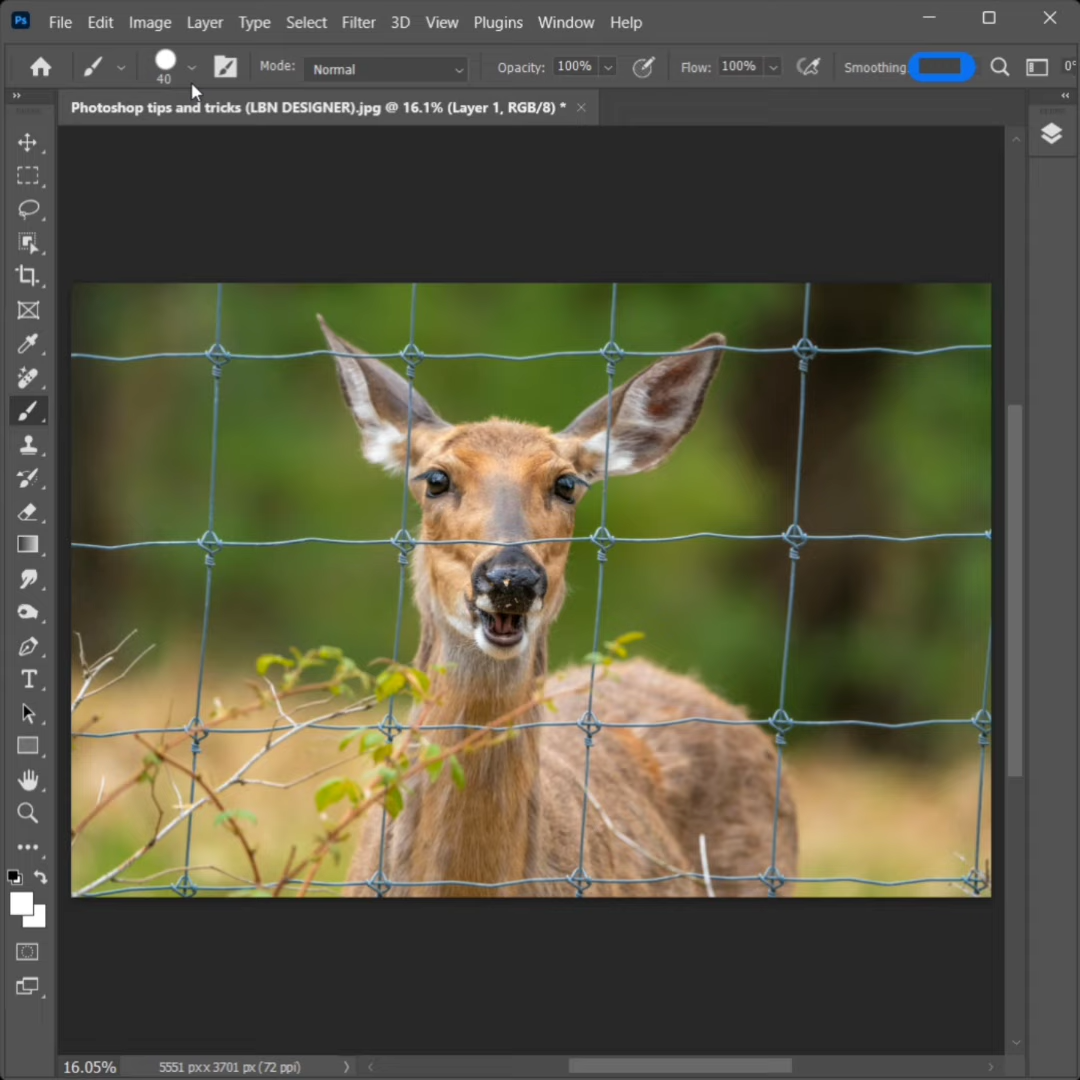 Ps File Edit Image Layer Type Select Filter 3D View Plugins Window Help
40 Mode: Normal Opacity: 100% Flow: 100% Smoothing 0°
Photoshop tips and tricks (LBN DESIGNER).jpg @ 16.1% (Layer 1, RGB/8) *
16.05% 5551 px x 3701 px (72 ppi)